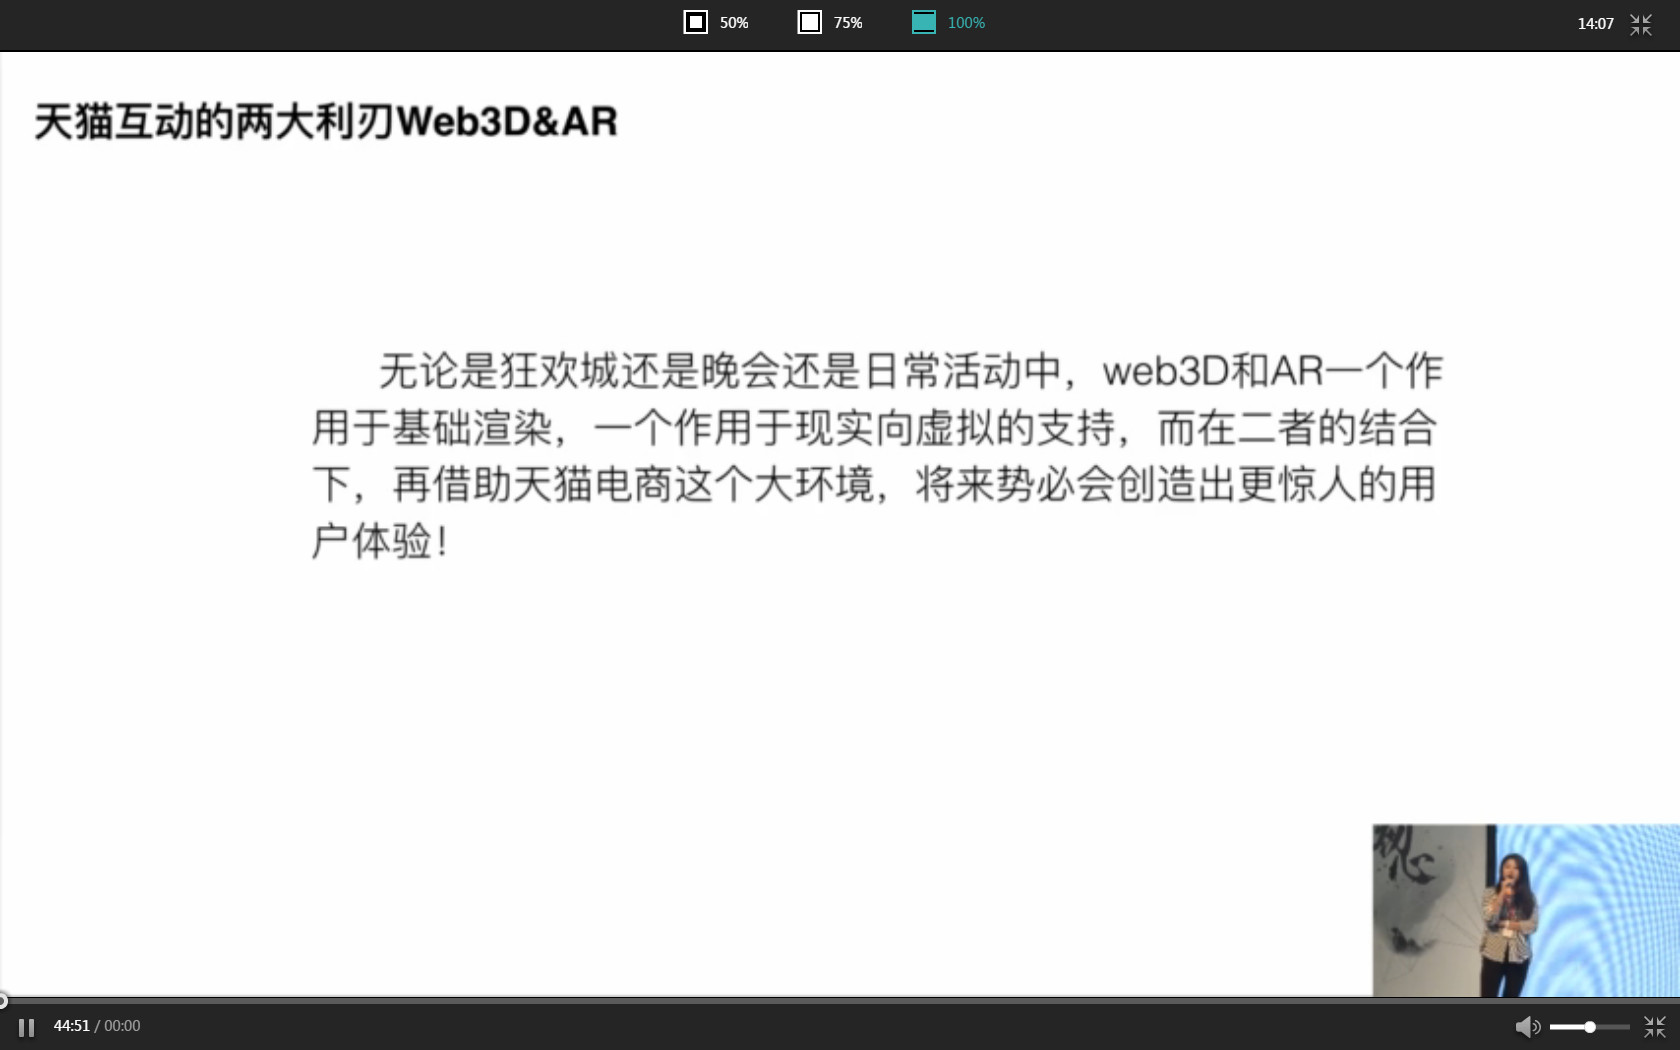 50%
75%
100%
14:07
天猫互动的两大利刃Web3D&AR
无论是狂欢城还是晚会还是日常活动中，web3D和AR一个作
用于基础渲染，一个作用于现实向虚拟的支持，而在二者的结合
下，再借助天猫电商这个大环境，将来势必会创造出更惊人的用
户体验！
心
44:51 / 00:00